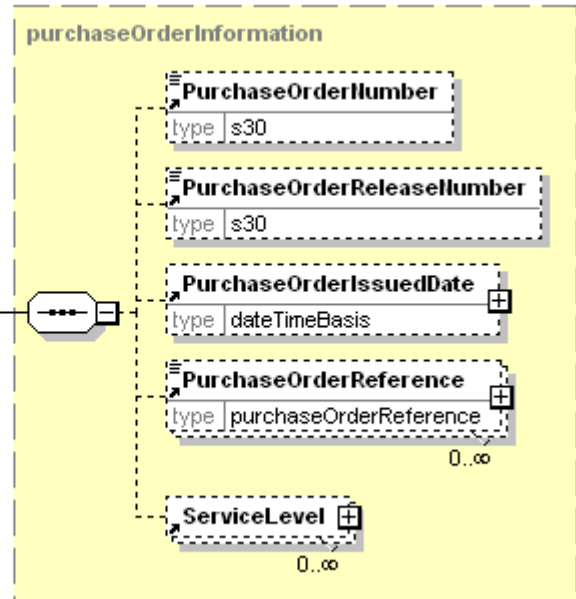 purchaseOrderInformation
PurchaseOrderNumber
type s30
PurchaseOrderReleaseNumber
type s30
PurchaseOrderIssuedDate
type dateTimeBasis
PurchaseOrderReference
type purchaseOrderReference
0..∞
ServiceLevel
0..∞